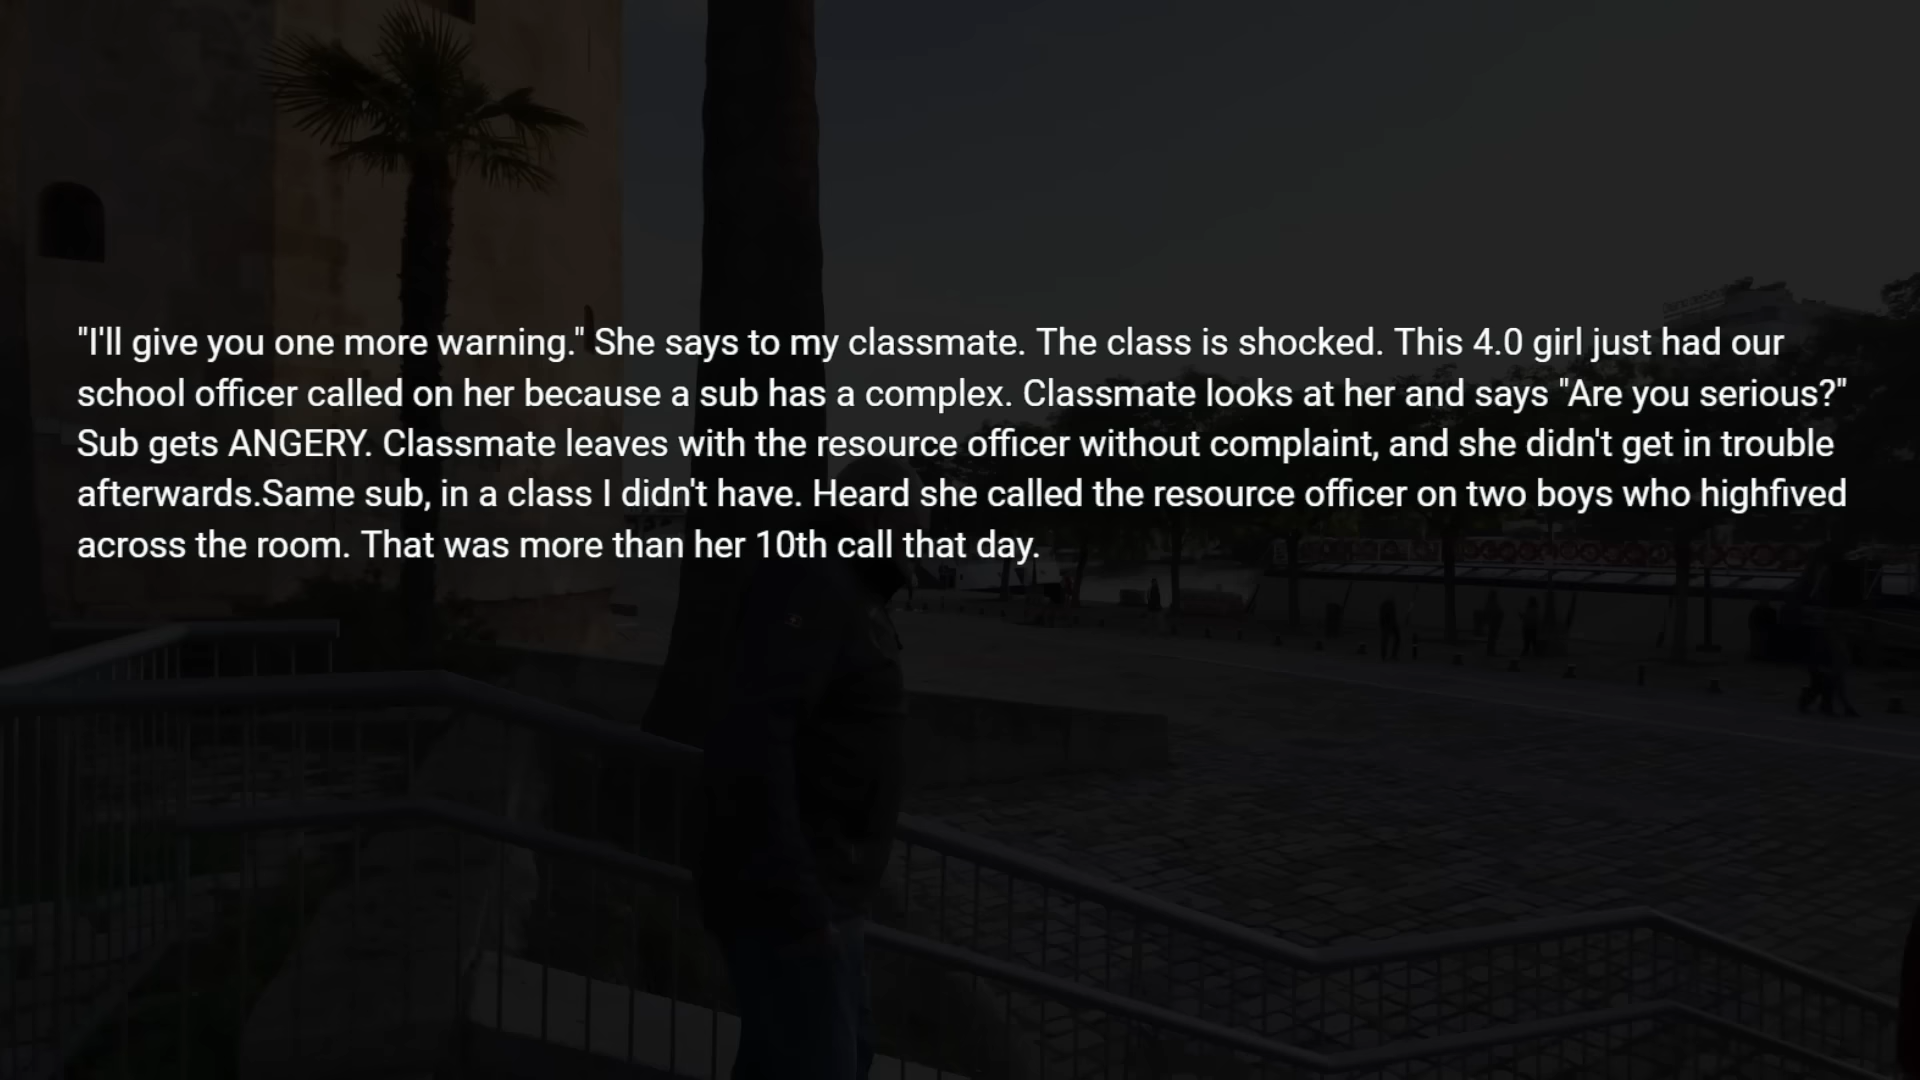 "I'll give you one more warning." She says to my classmate. The class is shocked. This 4.0 girl just had our
school officer called on her because a sub has a complex. Classmate looks at her and says "Are you serious?"
Sub gets ANGERY. Classmate leaves with the resource officer without complaint, and she didn't get in trouble
afterwards.Same sub, in a class I didn't have. Heard she called the resource officer on two boys who highfived
across the room. That was more than her 10th call that day.